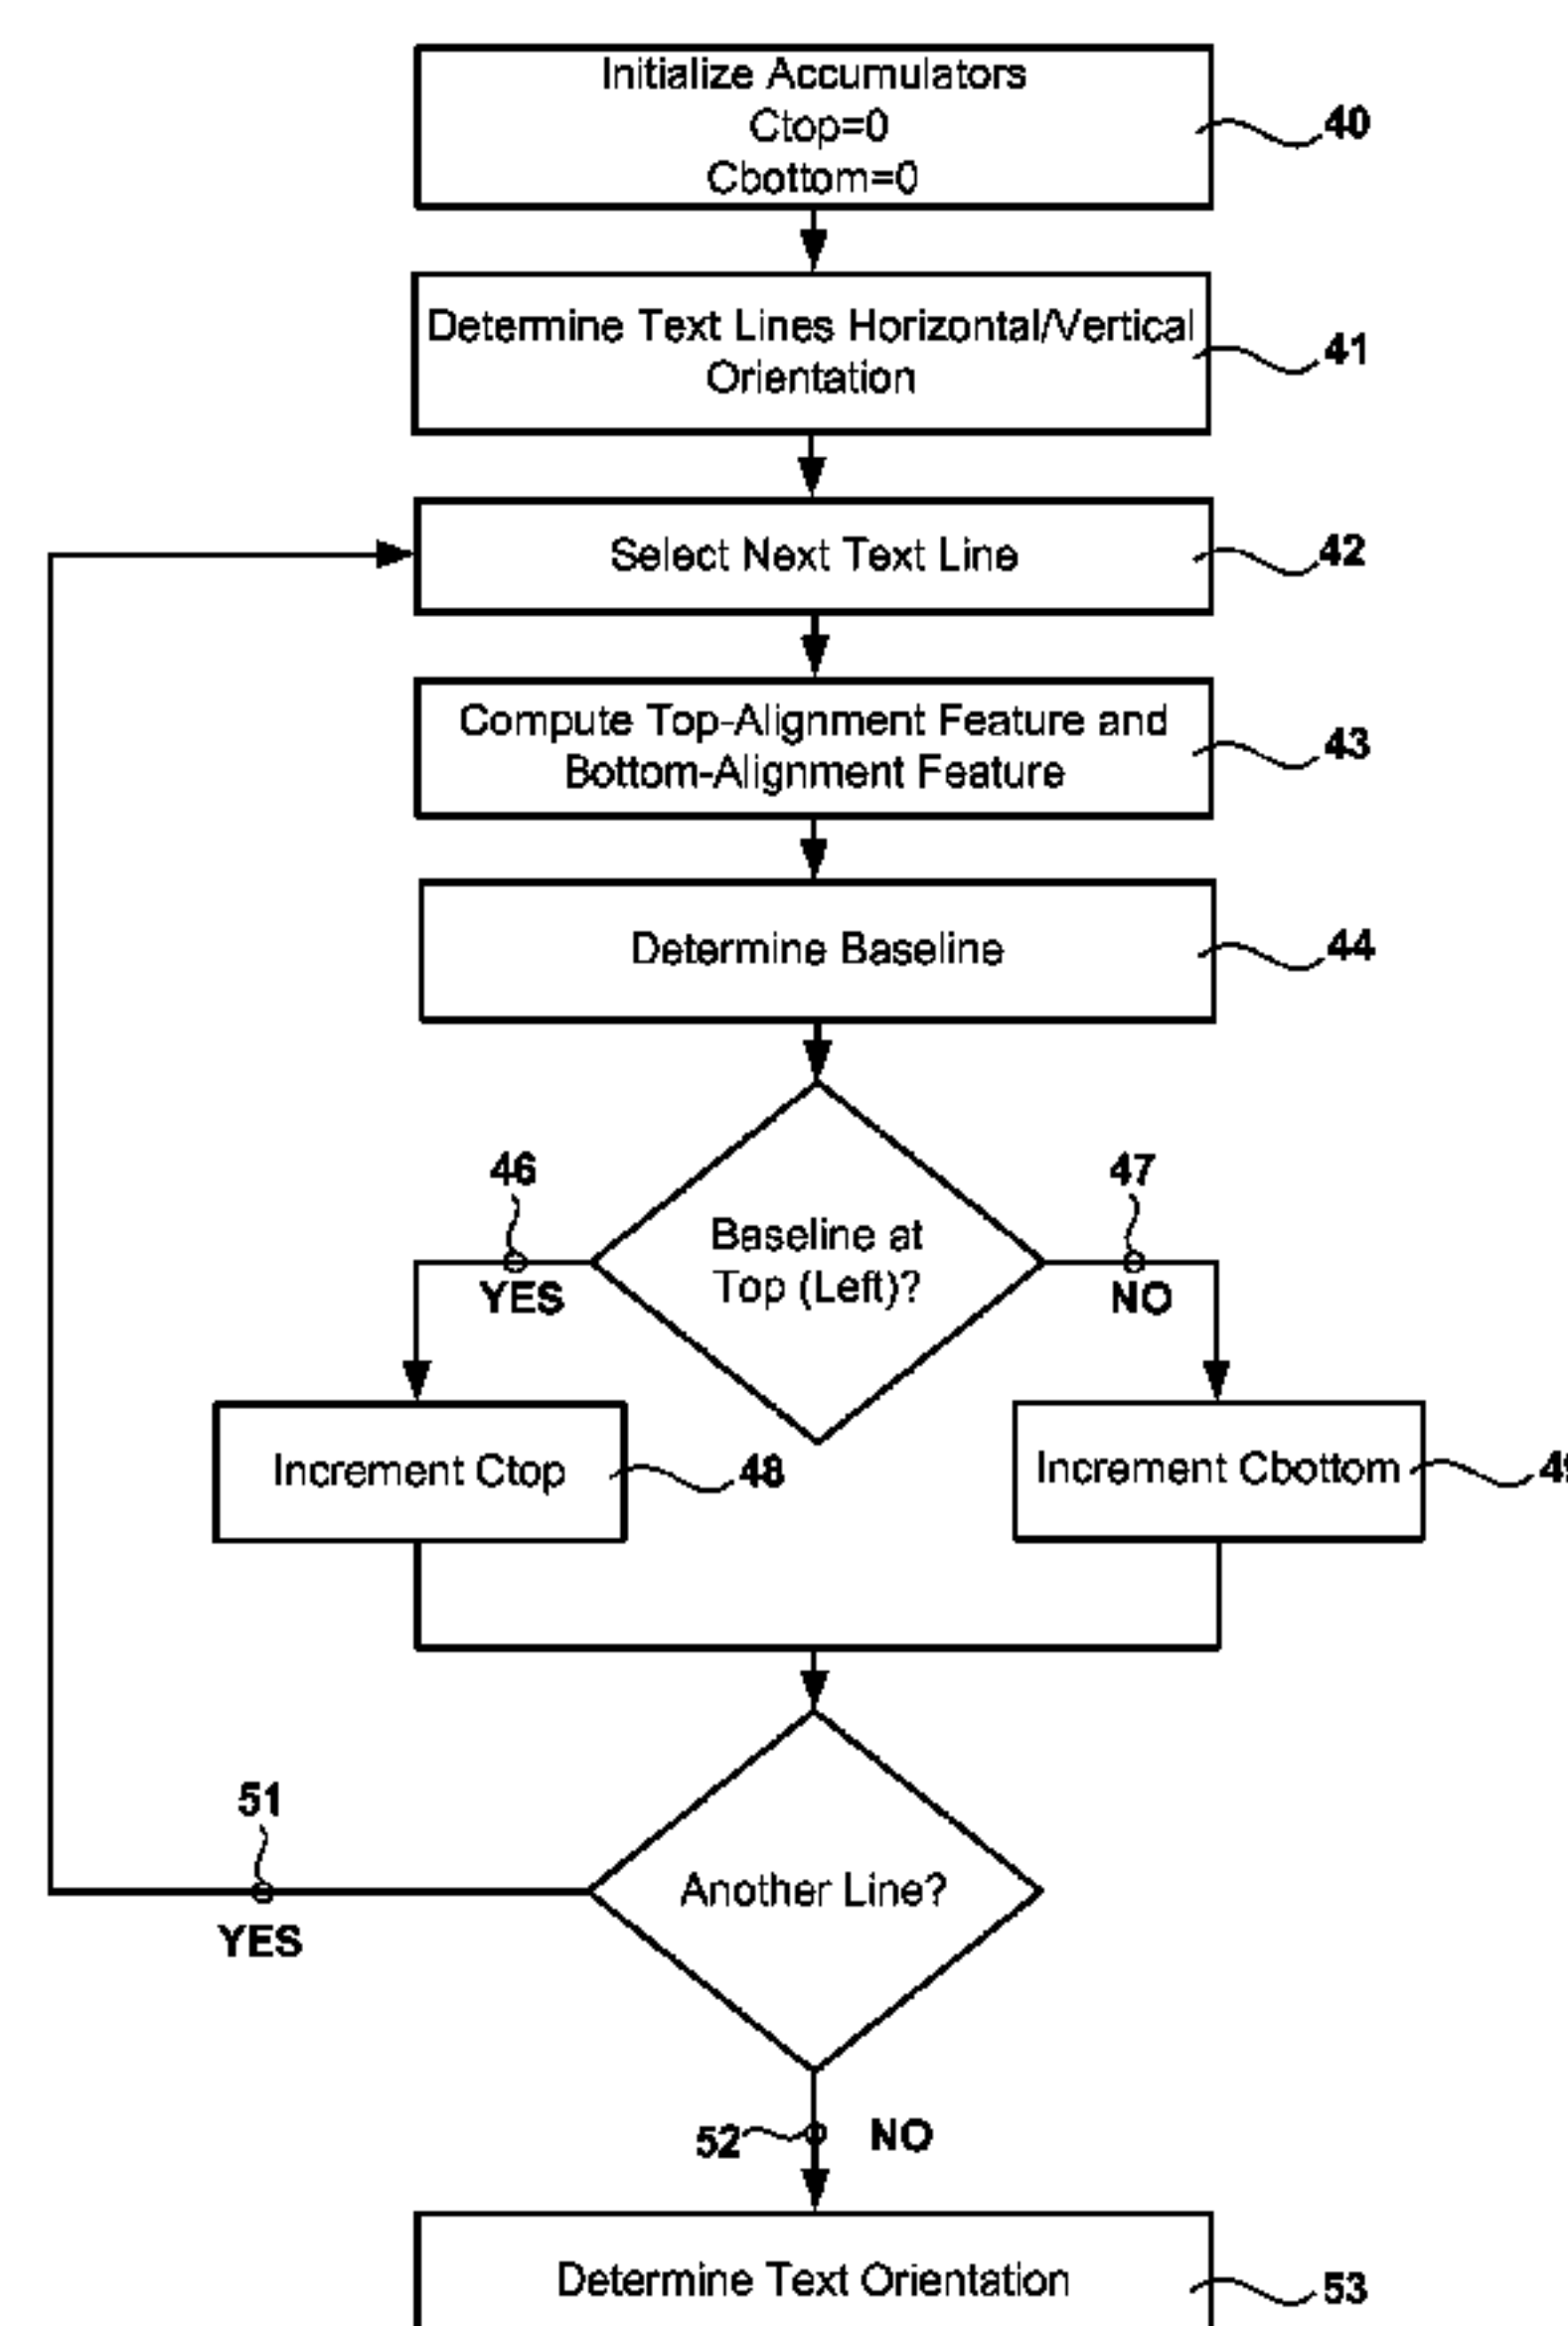 Initialize Accumulators
Ctop=0
Cbottom=0
40
Determine Text Lines Horizontal/Vertical
Orientation
41
Select Next Text Line
42
Compute Top-Alignment Feature and
Bottom-Alignment Feature
43
Determine Baseline
44
46
47
Baseline at
Top (Left)?
YES
NO
Increment Ctop
48
Increment Cbottom
51
Another Line?
YES
52
NO
Determine Text Orientation
53